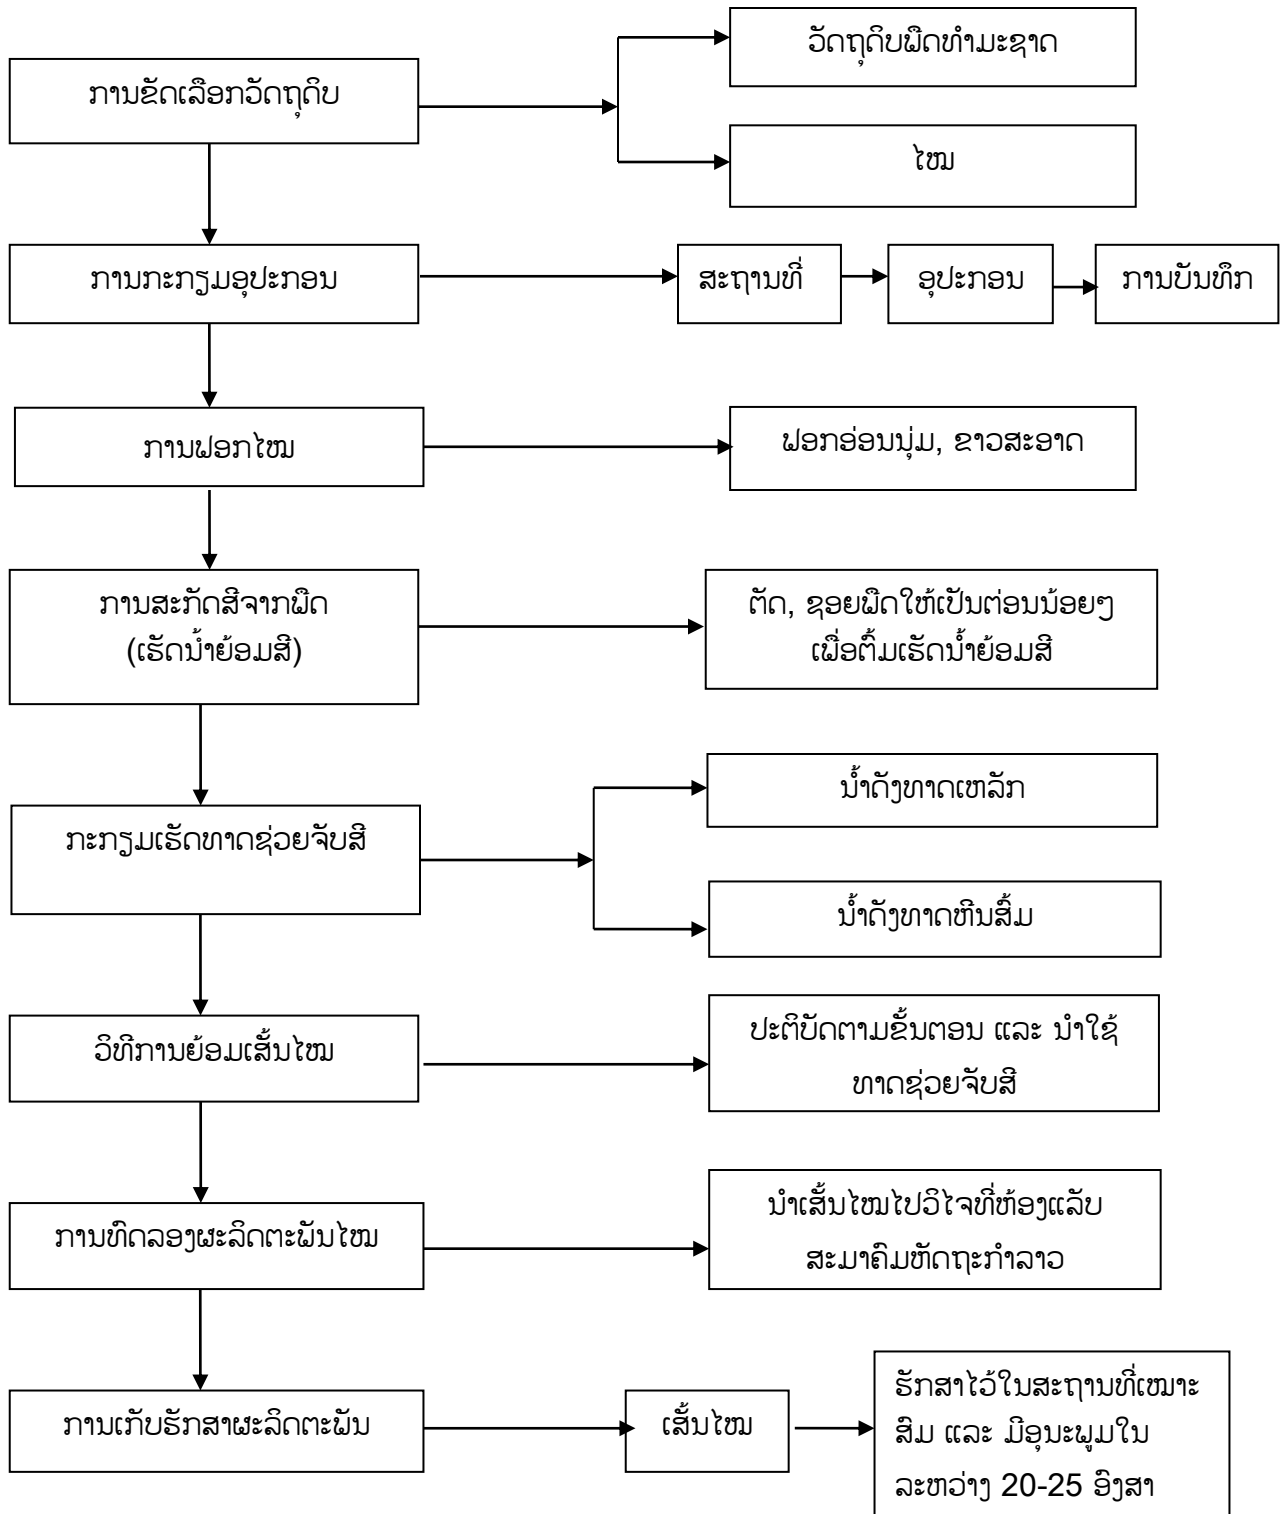 ການຂັດເລືອກວັດຖຸດິບ
ວັດຖຸດິບພືດທຳມະຊາດ
ໄໝ
ການກະກຽມອຸປະກອນ
ສະຖານທີ່
ອຸປະກອນ
ການບັນທຶກ
ການຟອກໄໝ
ຟອກອ່ອນນຸ່ມ, ຂາວສະອາດ
ການສະກັດສີຈາກພືດ
(ເຮັດນ້ຳຍ້ອມສີ)
ຕັດ, ຊອຍພືດໃຫ້ເປັນຕ່ອນນ້ອຍໆ
ເພື່ອຕົ້ມເຮັດນ້ຳຍ້ອມສີ
ກະກຽມເຮັດທາດຊ່ວຍຈັບສີ
ນ້ຳດັ່ງທາດເຫລັກ
ນ້ຳດັ່ງທາດຫີນສົ້ມ
ວິທີການຍ້ອມເສັ້ນໄໝ
ປະຕິບັດຕາມຂັ້ນຕອນ ແລະ ນຳໃຊ້
ທາດຊ່ວຍຈັບສີ
ການທົດລອງຜະລິດຕະພັນໄໝ
ນຳເສັ້ນໄໝໄປວິໄຈທີ່ຫ້ອງແລັບ
ສະມາຄົມຫັດຖະກຳລາວ
ການເກັບຮັກສາຜະລິດຕະພັນ
ເສັ້ນໄໝ
ຮັກສາໄວ້ໃນສະຖານທີ່ເໝາະ
ສົມ ແລະ ມີອຸນະພູມໃນ
ລະຫວ່າງ 20-25 ອົງສາ